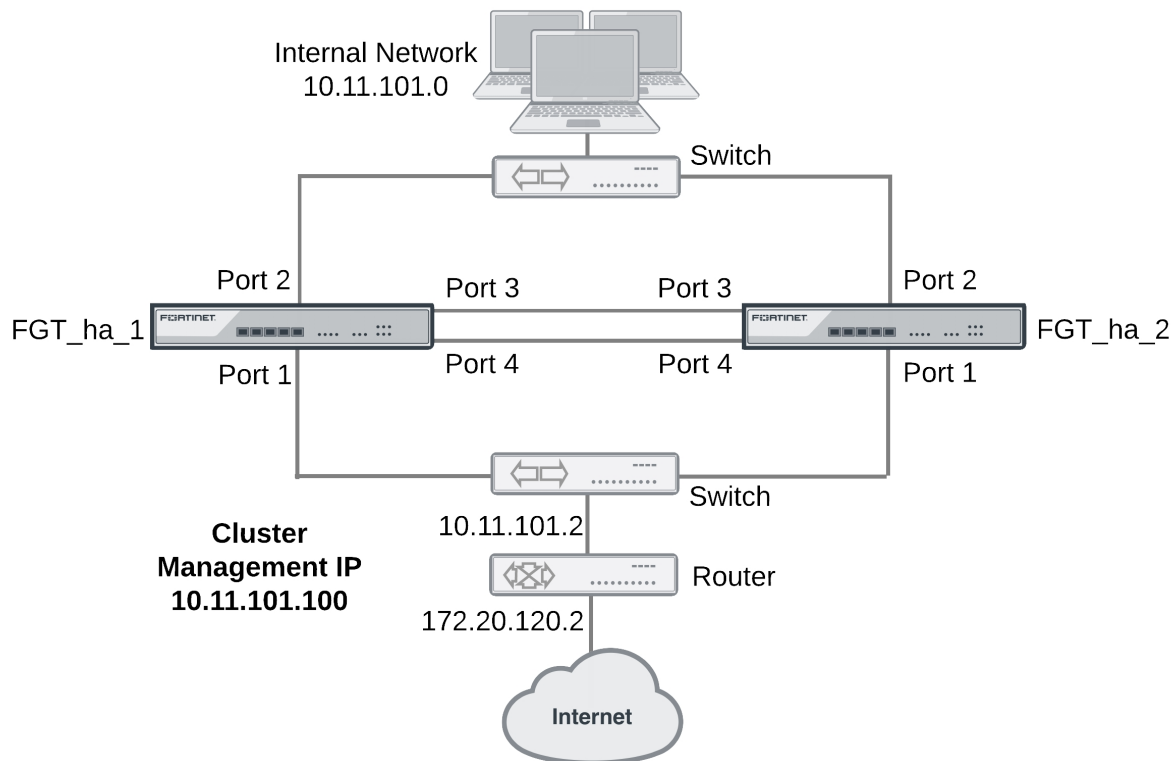 Internal Network
10.11.101.0
Switch
Port 2
Port 3
Port 3
Port 2
FGT_ha_1
FORTINET
FORTINET
FGT_ha_2
Port 1
Port 4
Port 4
Port 1
Switch
10.11.101.2
Cluster
Management IP
10.11.101.100
Router
172.20.120.2
Internet